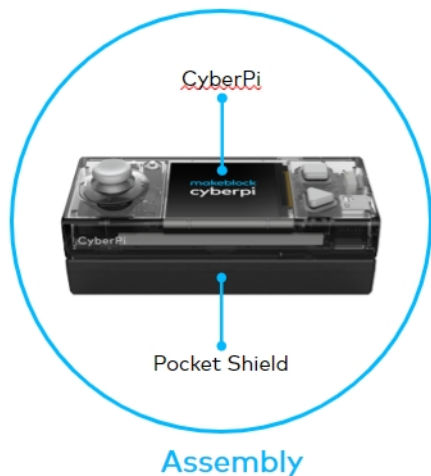 CyberPi
makeblock
cyberpi
CyberPi
Pocket Shield
Assembly